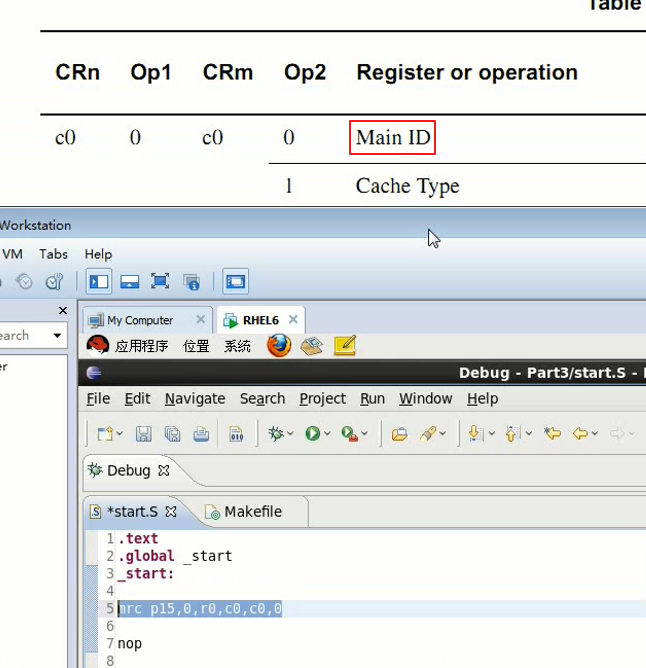 Table
CRn Op1 CRm Op2 Register or operation
c0 0 c0 0 Main ID
1 Cache Type
Workstation
VM Tabs Help
My Computer RHEL6
earch
应用程序 位置 系统
er
Debug - Part3/start.S -
File Edit Navigate Search Project Run Window Help
010
Debug
*start.S Makefile
1 .text
2 .global _start
3 _start:
4
5 mrc p15,0,r0,c0,c0,0
6
7 nop
8